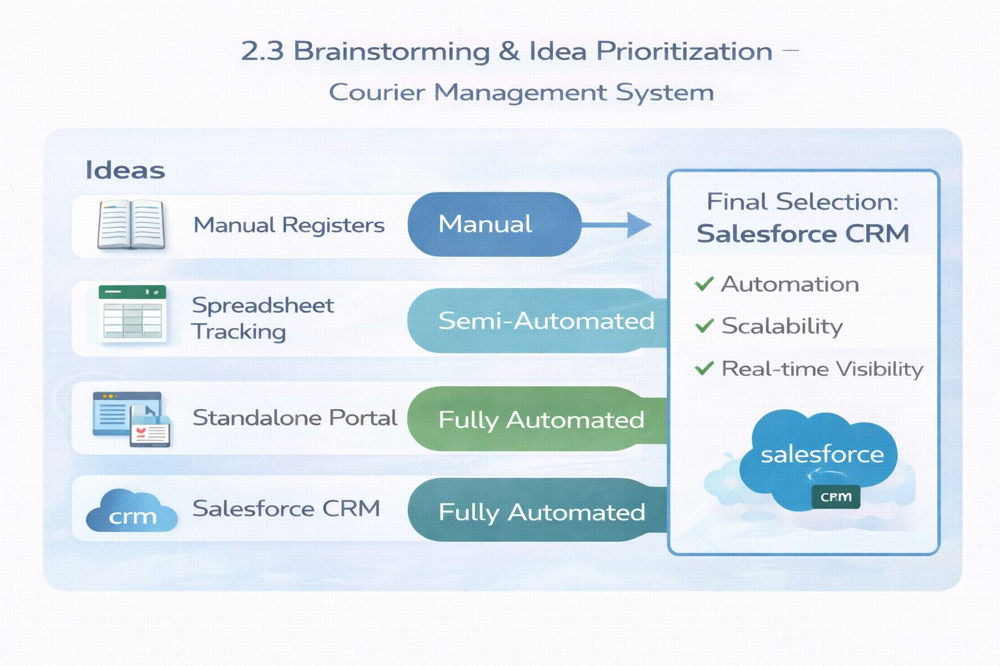 2.3 Brainstorming & Idea Prioritization –
Courier Management System
Ideas
Manual Registers
Manual
Spreadsheet
Tracking
Semi-Automated
Standalone Portal
Fully Automated
crm
Salesforce CRM
Fully Automated
Final Selection:
Salesforce CRM
✓ Automation
✓ Scalability
✓ Real-time Visibility
salesforce
CRM